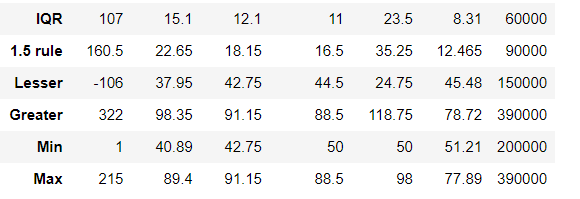 IQR 107 15.1 12.1 11 23.5 8.31 60000
1.5 rule 160.5 22.65 18.15 16.5 35.25 12.465 90000
Lesser -106 37.95 42.75 44.5 24.75 45.48 150000
Greater 322 98.35 91.15 88.5 118.75 78.72 390000
Min 1 40.89 42.75 50 50 51.21 200000
Max 215 89.4 91.15 88.5 98 77.89 390000